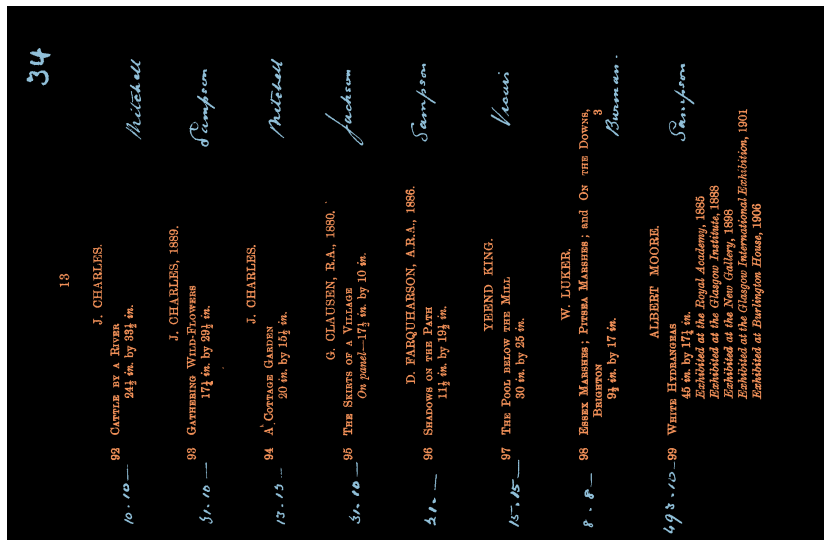 34
13
J. CHARLES.
10.10— 92 CATTLE BY A RIVER Mitchell
24½ in. by 33½ in.
J. CHARLES, 1889.
31.10— 93 GATHERING WILD-FLOWERS Sampson
17½ in. by 29½ in.
J. CHARLES.
13.13— 94 A COTTAGE GARDEN Mitchell
20 in. by 15½ in.
G. CLAUSEN, R.A., 1880.
31.10— 95 THE SKIRTS OF A VILLAGE Jackson
On panel—17½ in. by 10 in.
D. FARQUHARSON, A.R.A., 1886.
21.— 96 SHADOWS ON THE PATH Sampson
11½ in. by 19½ in.
YEEND KING.
15.15— 97 THE POOL BELOW THE MILL Vicars
30 in. by 25 in.
W. LUKER.
8.8— 98 ESSEX MARSHES; PITSEA MARSHES; and ON THE DOWNS,
BRIGHTON 3 Burman.
9½ in. by 17 in.
ALBERT MOORE.
493.10— 99 WHITE HYDRANGEAS Sampson
45 in. by 17½ in.
Exhibited at the Royal Academy, 1885
Exhibited at the Glasgow Institute, 1888
Exhibited at the New Gallery, 1898
Exhibited at the Glasgow International Exhibition, 1901
Exhibited at Burlington House, 1906